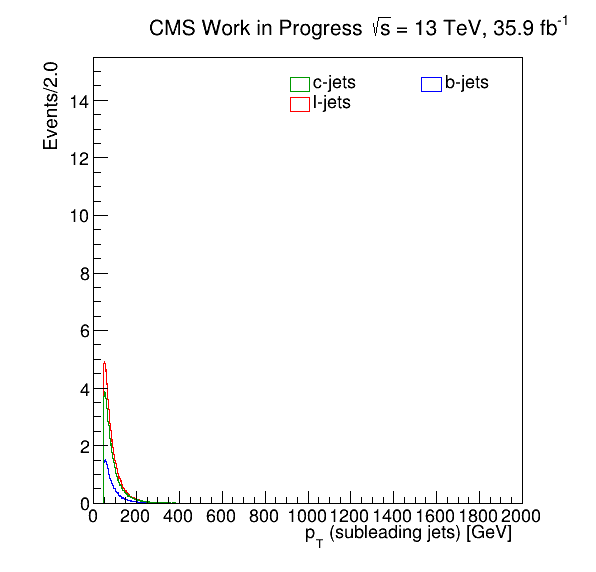 CMS Work in Progress √s = 13 TeV, 35.9 fb⁻¹
Events/2.0
c-jets b-jets
l-jets
14
12
10
8
6
4
2
0
0 200 400 600 800 1000 1200 1400 1600 1800 2000
p_T (subleading jets) [GeV]